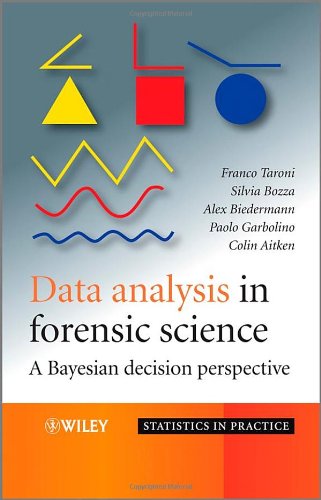 Franco Taroni
Silvia Bozza
Alex Biedermann
Paolo Garbolino
Colin Aitken
Data analysis in
forensic science
A Bayesian decision perspective
WILEY
STATISTICS IN PRACTICE